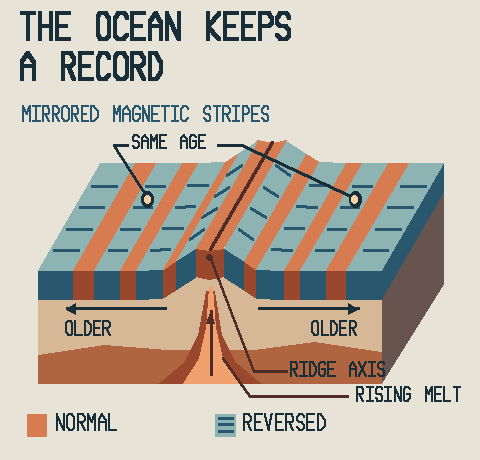 THE OCEAN KEEPS
A RECORD
MIRRORED MAGNETIC STRIPES
SAME AGE
OLDER
OLDER
RIDGE AXIS
RISING MELT
NORMAL
REVERSED